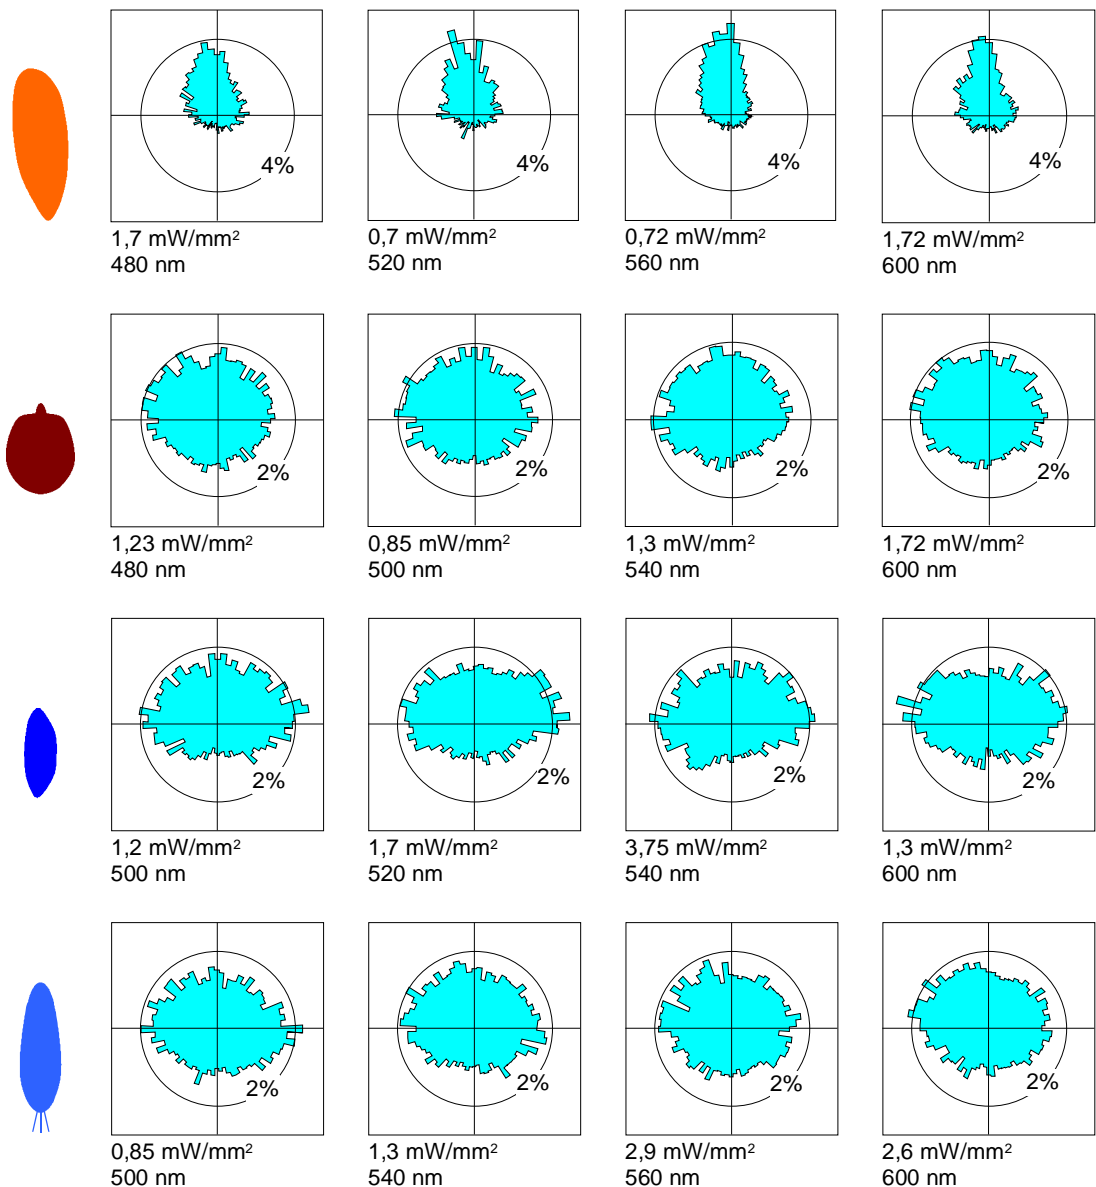 4%
4%
4%
4%
1,7 mW/mm²
480 nm
0,7 mW/mm²
520 nm
0,72 mW/mm²
560 nm
1,72 mW/mm²
600 nm
2%
2%
2%
2%
1,23 mW/mm²
480 nm
0,85 mW/mm²
500 nm
1,3 mW/mm²
540 nm
1,72 mW/mm²
600 nm
2%
2%
2%
2%
1,2 mW/mm²
500 nm
1,7 mW/mm²
520 nm
3,75 mW/mm²
540 nm
1,3 mW/mm²
600 nm
2%
2%
2%
2%
0,85 mW/mm²
500 nm
1,3 mW/mm²
540 nm
2,9 mW/mm²
560 nm
2,6 mW/mm²
600 nm